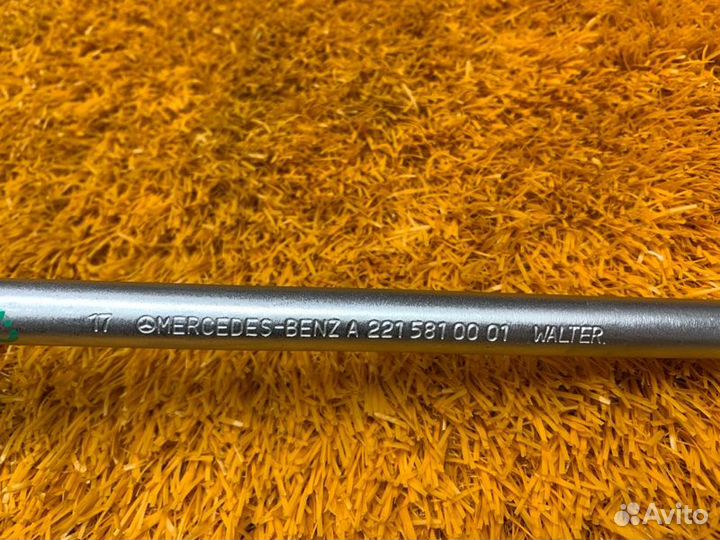 17 MERCEDES-BENZ A 221 581 00 01 WALTER.
Avito